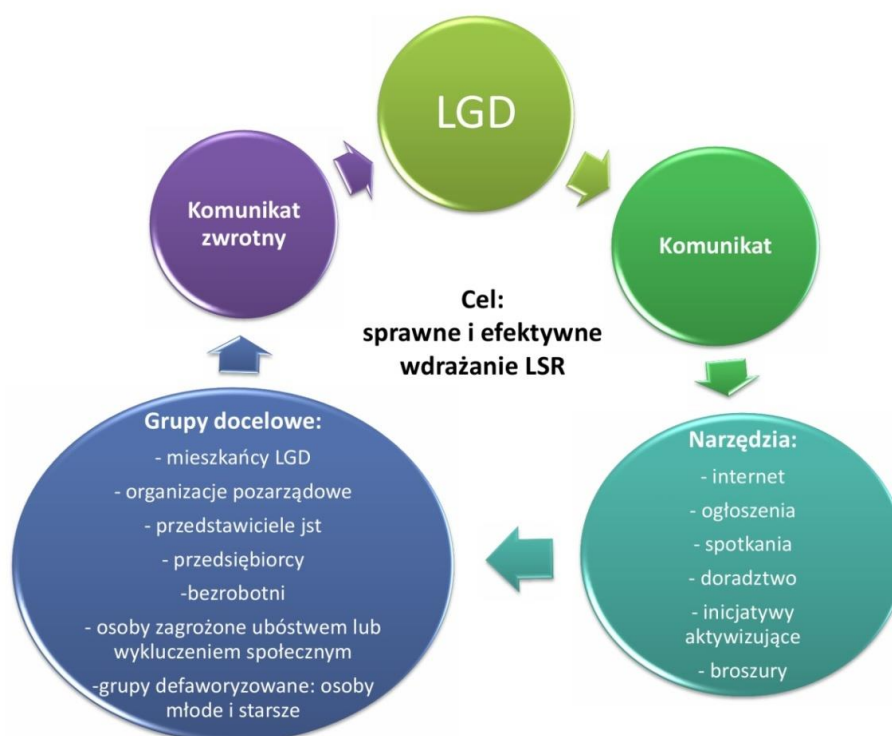 LGD
Komunikat
zwrotny
Komunikat
Cel:
sprawne i efektywne
wdrażanie LSR
Grupy docelowe:
- mieszkańcy LGD
- organizacje pozarządowe
- przedstawiciele jst
- przedsiębiorcy
-bezrobotni
- osoby zagrożone ubóstwem lub
wykluczeniem społecznym
-grupy defaworyzowane: osoby
młode i starsze
Narzędzia:
- internet
- ogłoszenia
- spotkania
- doradztwo
- inicjatywy
aktywizujące
- broszury